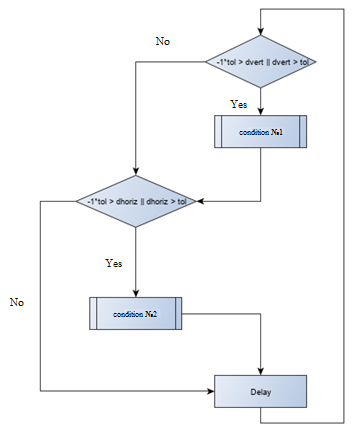 No
-1*tol > dvert || dvert > tol
Yes
condition №1
-1*tol > dhoriz || dhoriz > tol
Yes
No
condition №2
Delay